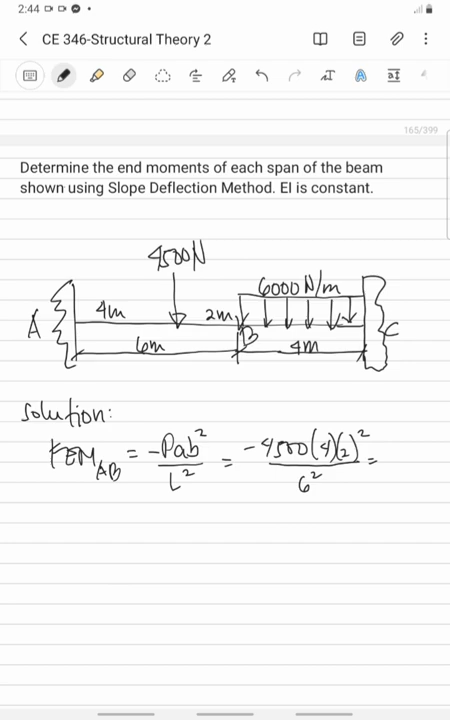 2:44
CE 346-Structural Theory 2
165/399
Determine the end moments of each span of the beam
shown using Slope Deflection Method. EI is constant.
4500N
6000 N/m
A 4m 2m B C
6m 4m
Solution:
FEM_AB = -Pab²/L² = -4500(4)(2)²/6² =